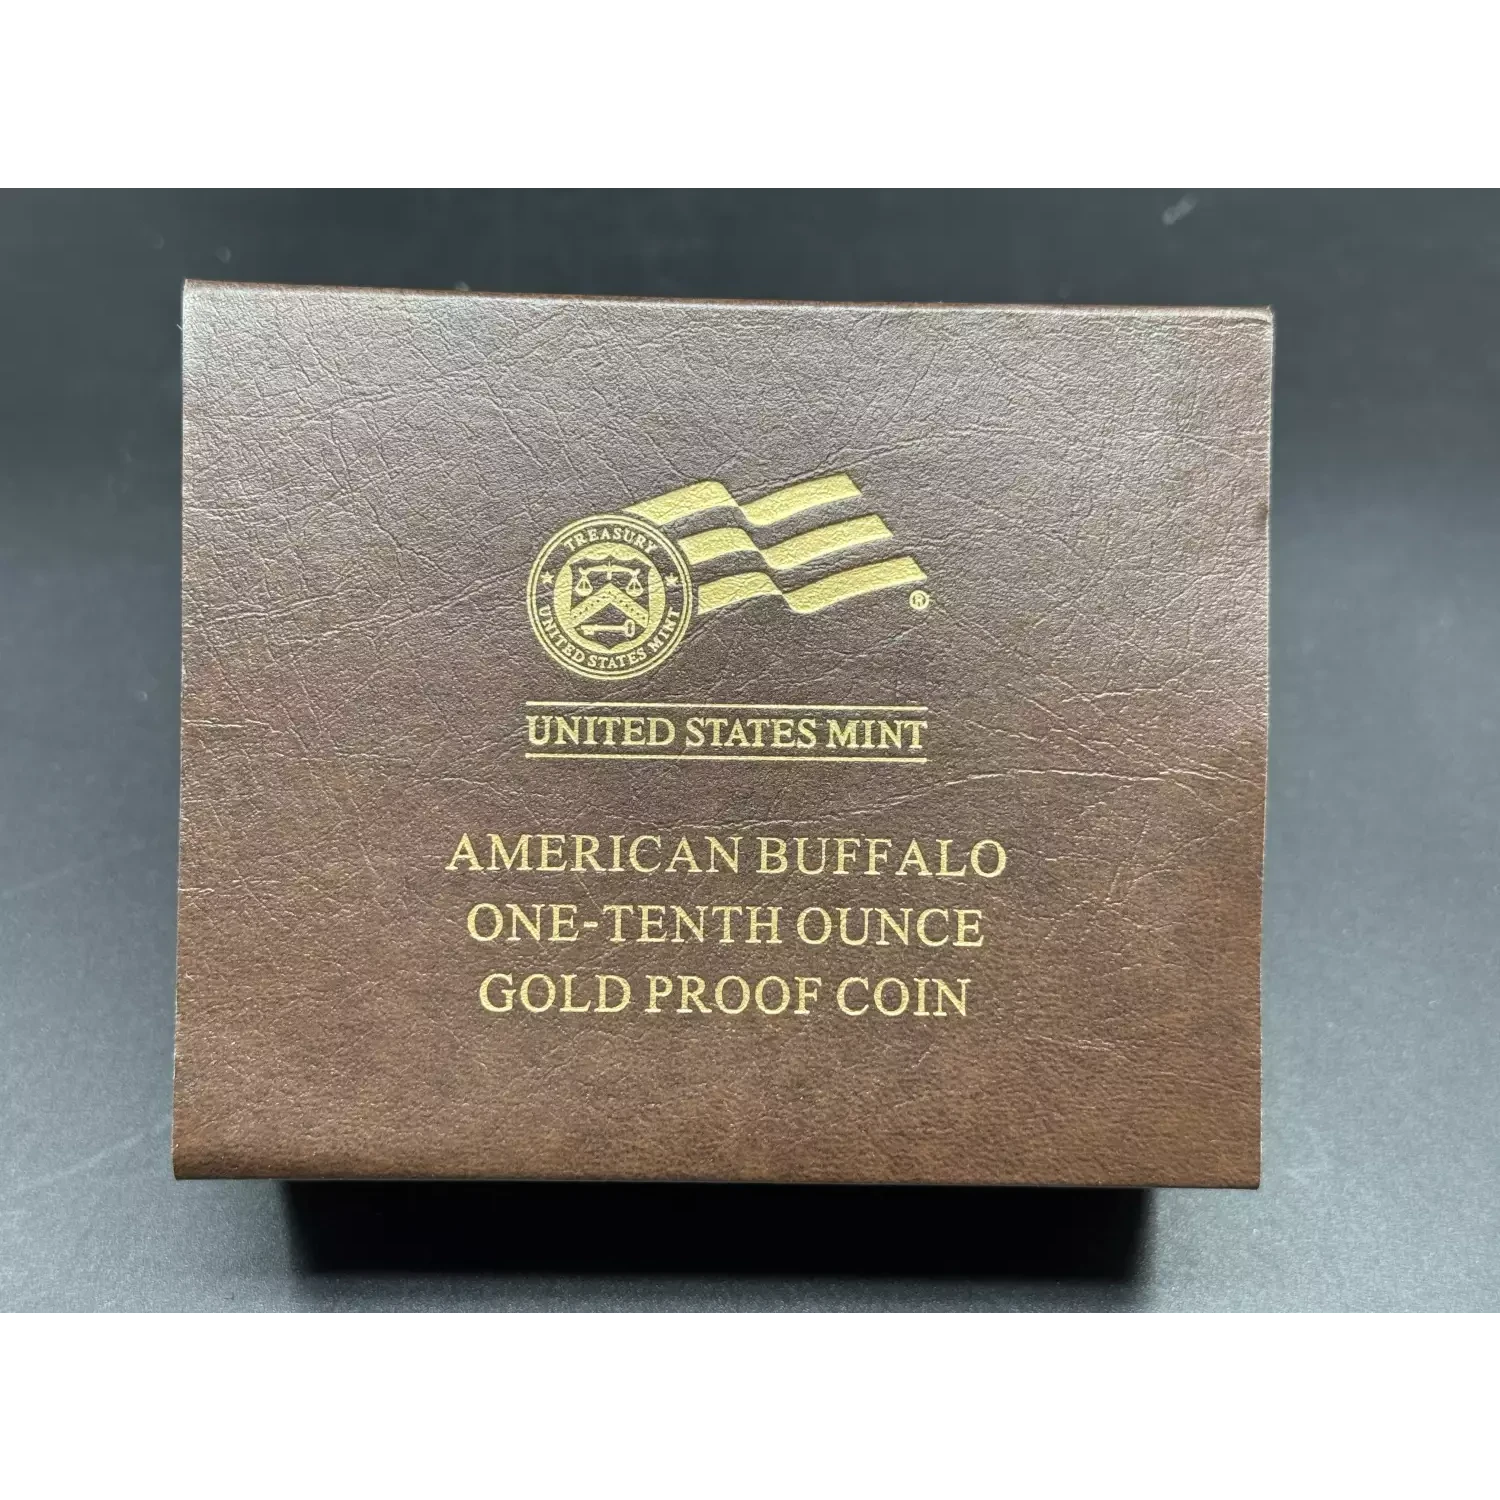 TREASURY
UNITED STATES MINT
®
UNITED STATES MINT
AMERICAN BUFFALO
ONE-TENTH OUNCE
GOLD PROOF COIN